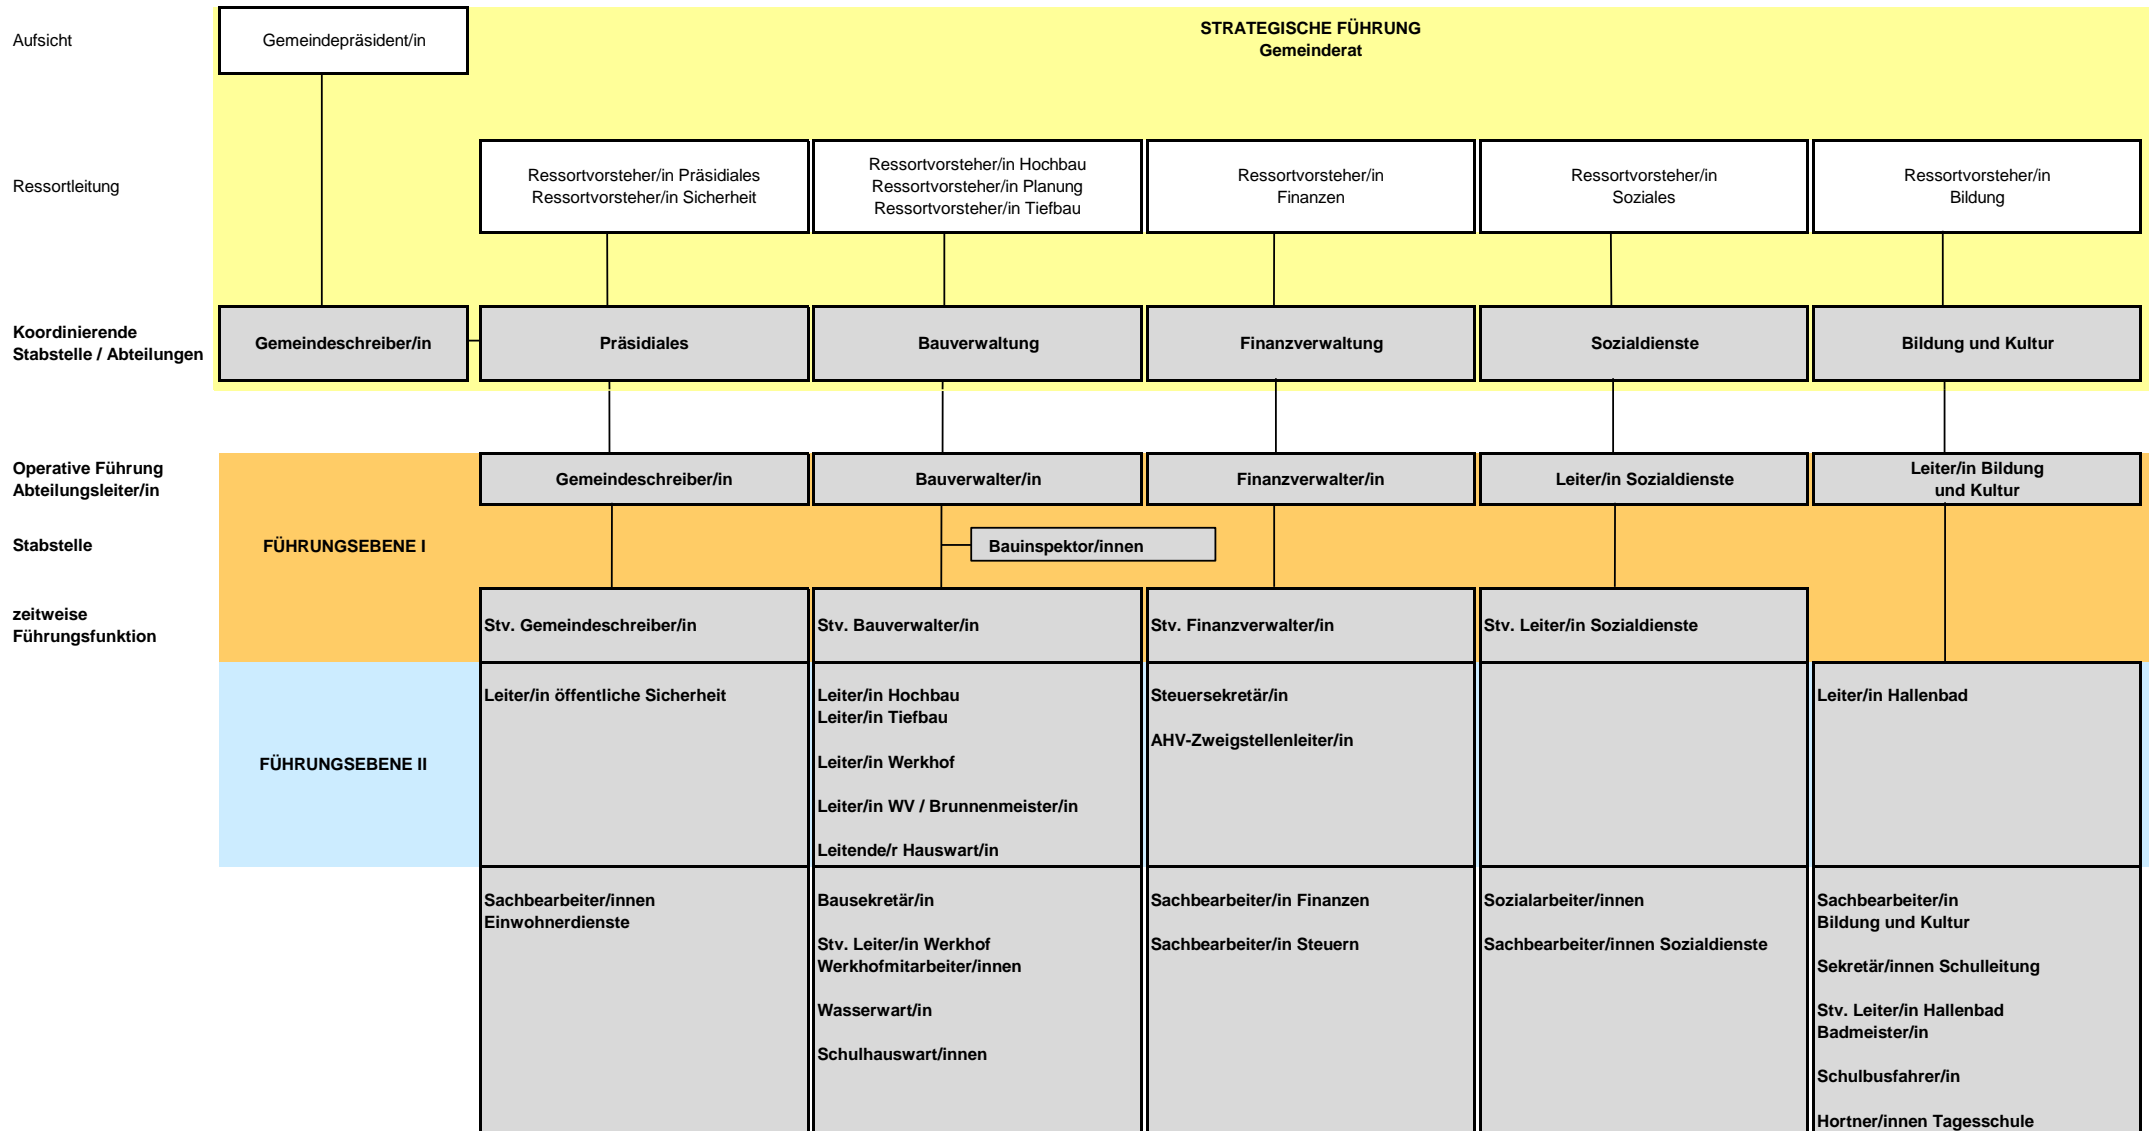 Aufsicht
Gemeindepräsident/in
STRATEGISCHE FÜHRUNG
Gemeinderat
Ressortleitung
Ressortvorsteher/in Präsidiales
Ressortvorsteher/in Sicherheit
Ressortvorsteher/in Hochbau
Ressortvorsteher/in Planung
Ressortvorsteher/in Tiefbau
Ressortvorsteher/in
Finanzen
Ressortvorsteher/in
Soziales
Ressortvorsteher/in
Bildung
Koordinierende
Stabstelle / Abteilungen
Gemeindeschreiber/in
Präsidiales
Bauverwaltung
Finanzverwaltung
Sozialdienste
Bildung und Kultur
Operative Führung
Abteilungsleiter/in
Gemeindeschreiber/in
Bauverwalter/in
Finanzverwalter/in
Leiter/in Sozialdienste
Leiter/in Bildung
und Kultur
Stabstelle
FÜHRUNGSEBENE I
Bauinspektor/innen
zeitweise
Führungsfunktion
Stv. Gemeindeschreiber/in
Stv. Bauverwalter/in
Stv. Finanzverwalter/in
Stv. Leiter/in Sozialdienste
FÜHRUNGSEBENE II
Leiter/in öffentliche Sicherheit
Leiter/in Hochbau
Leiter/in Tiefbau
Leiter/in Werkhof
Leiter/in WV / Brunnenmeister/in
Leitende/r Hauswart/in
Steuersekretär/in
AHV-Zweigstellenleiter/in
Leiter/in Hallenbad
Sachbearbeiter/innen
Einwohnerdienste
Bausekretär/in
Stv. Leiter/in Werkhof
Werkhofmitarbeiter/innen
Wasserwart/in
Schulhauswart/innen
Sachbearbeiter/in Finanzen
Sachbearbeiter/in Steuern
Sozialarbeiter/innen
Sachbearbeiter/innen Sozialdienste
Sachbearbeiter/in
Bildung und Kultur
Sekretär/innen Schulleitung
Stv. Leiter/in Hallenbad
Badmeister/in
Schulbusfahrer/in
Hortner/innen Tagesschule